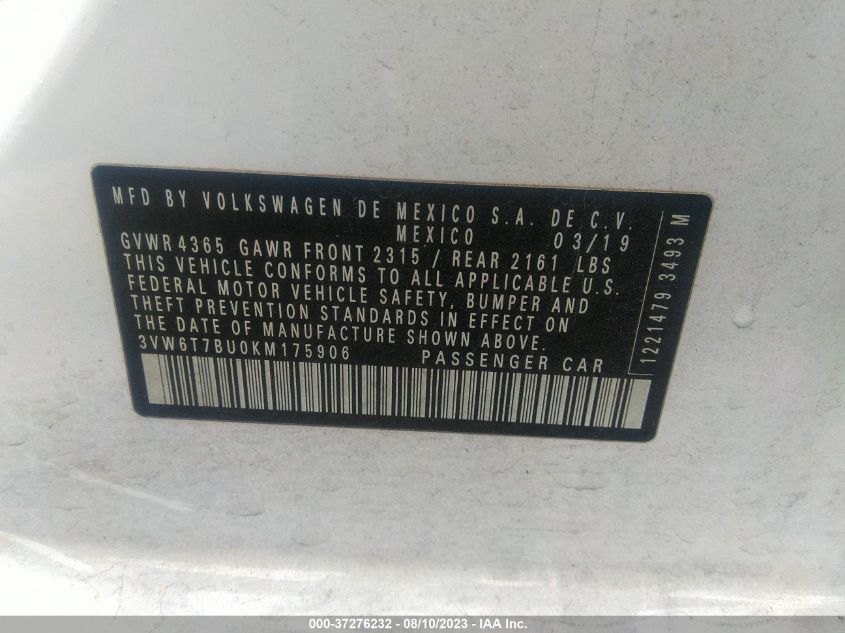 MFD BY VOLKSWAGEN DE MEXICO S.A. DE C.V.
MEXICO 03/19
GVWR 4365 GAWR FRONT 2315 / REAR 2161 LBS
THIS VEHICLE CONFORMS TO ALL APPLICABLE U.S.
FEDERAL MOTOR VEHICLE SAFETY, BUMPER AND
THEFT PREVENTION STANDARDS IN EFFECT ON
THE DATE OF MANUFACTURE SHOWN ABOVE.
3VW6T7BU0KM175906 PASSENGER CAR
1221479 3493 M
000-37276232 - 08/10/2023 - IAA Inc.